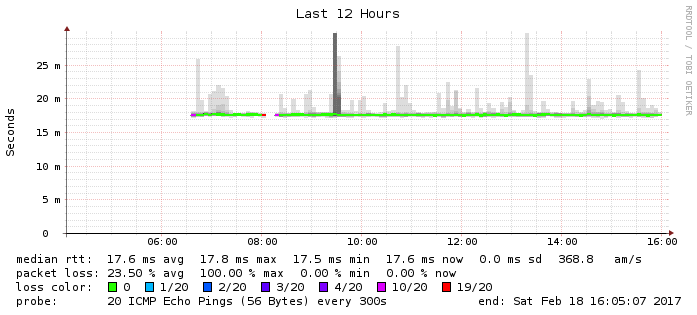 Last 12 Hours
RRDTOOL / TOBI OETIKER
Seconds
25 m
20 m
15 m
10 m
5 m
0
06:00 08:00 10:00 12:00 14:00 16:00
median rtt: 17.6 ms avg 17.8 ms max 17.5 ms min 17.6 ms now 0.0 ms sd 368.8 am/s
packet loss: 23.50 % avg 100.00 % max 0.00 % min 0.00 % now
loss color: 0 1/20 2/20 3/20 4/20 10/20 19/20
probe: 20 ICMP Echo Pings (56 Bytes) every 300s end: Sat Feb 18 16:05:07 2017